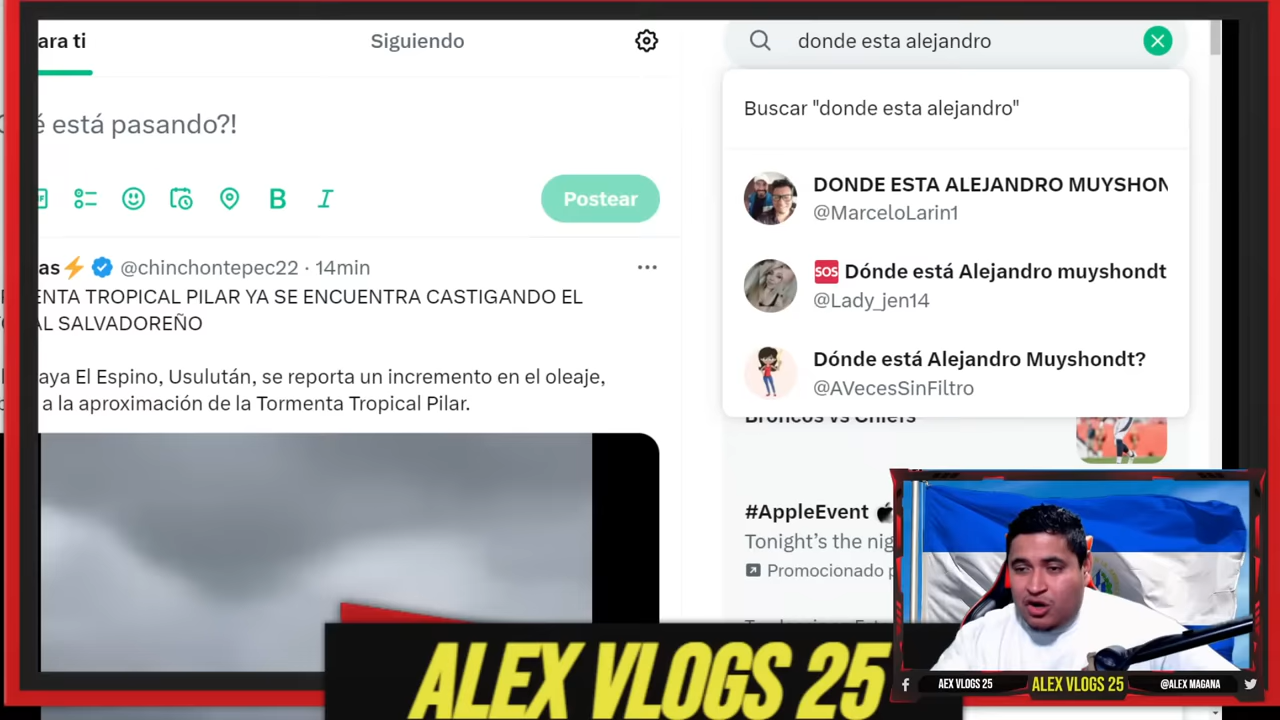 ara ti
Siguiendo
é está pasando?!
Postear
as⚡ @chinchontepec22 · 14min
ENTA TROPICAL PILAR YA SE ENCUENTRA CASTIGANDO EL
AL SALVADOREÑO
aya El Espino, Usulután, se reporta un incremento en el oleaje,
a la aproximación de la Tormenta Tropical Pilar.
donde esta alejandro
Buscar "donde esta alejandro"
DONDE ESTA ALEJANDRO MUYSHON
@MarceloLarin1
🆘 Dónde está Alejandro muyshondt
@Lady_jen14
Dónde está Alejandro Muyshondt?
@AVecesSinFiltro
Broncos vs Chiefs
#AppleEvent
Tonight's the nig
Promocionado p
ALEX VLOGS 25
AEX VLOGS 25
ALEX VLOGS 25
@ALEX MAGANA